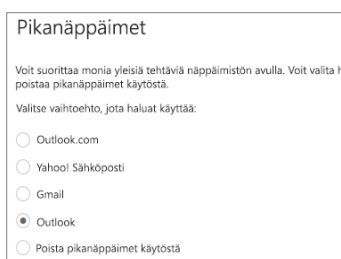 Pikanäppäimet
Voit suorittaa monia yleisiä tehtäviä näppäimistön avulla. Voit valita
poistaa pikanäppäimet käytöstä.
Valitse vaihtoehto, jota haluat käyttää:
Outlook.com
Yahoo! Sähköposti
Gmail
Outlook
Poista pikanäppäimet käytöstä